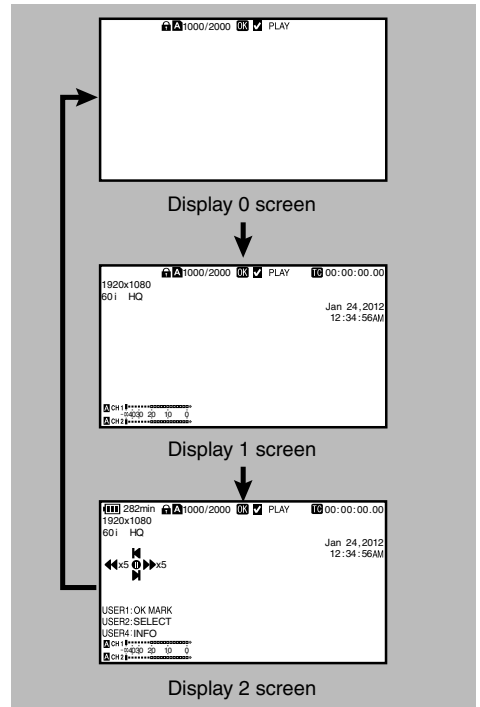 A 1000/2000 OK PLAY
Display 0 screen
A 1000/2000 OK PLAY TC 00:00:00.00
1920x1080
60i HQ
Jan 24,2012
12:34:56AM
A CH1
-∞ 40 30 20 10 0
A CH2
Display 1 screen
282min A 1000/2000 OK PLAY TC 00:00:00.00
1920x1080
60i HQ
Jan 24,2012
12:34:56AM
x5 x5
USER1:OK MARK
USER2:SELECT
USER4:INFO
A CH1
-∞ 40 30 20 10 0
A CH2
Display 2 screen